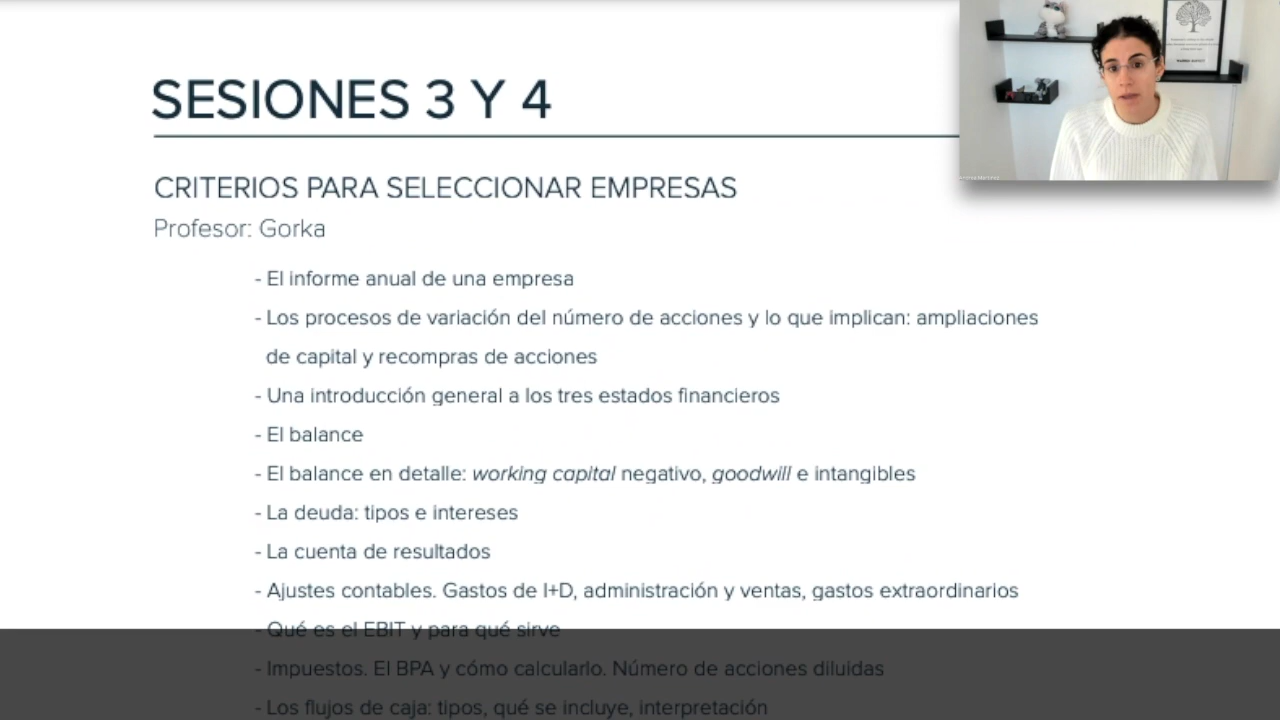 SESIONES 3 Y 4
CRITERIOS PARA SELECCIONAR EMPRESAS
Profesor: Gorka
- El informe anual de una empresa
- Los procesos de variación del número de acciones y lo que implican: ampliaciones
de capital y recompras de acciones
- Una introducción general a los tres estados financieros
- El balance
- El balance en detalle: working capital negativo, goodwill e intangibles
- La deuda: tipos e intereses
- La cuenta de resultados
- Ajustes contables. Gastos de I+D, administración y ventas, gastos extraordinarios
- Qué es el EBIT y para qué sirve
- Impuestos. El BPA y cómo calcularlo. Número de acciones diluidas
- Los flujos de caja: tipos, qué se incluye, interpretación